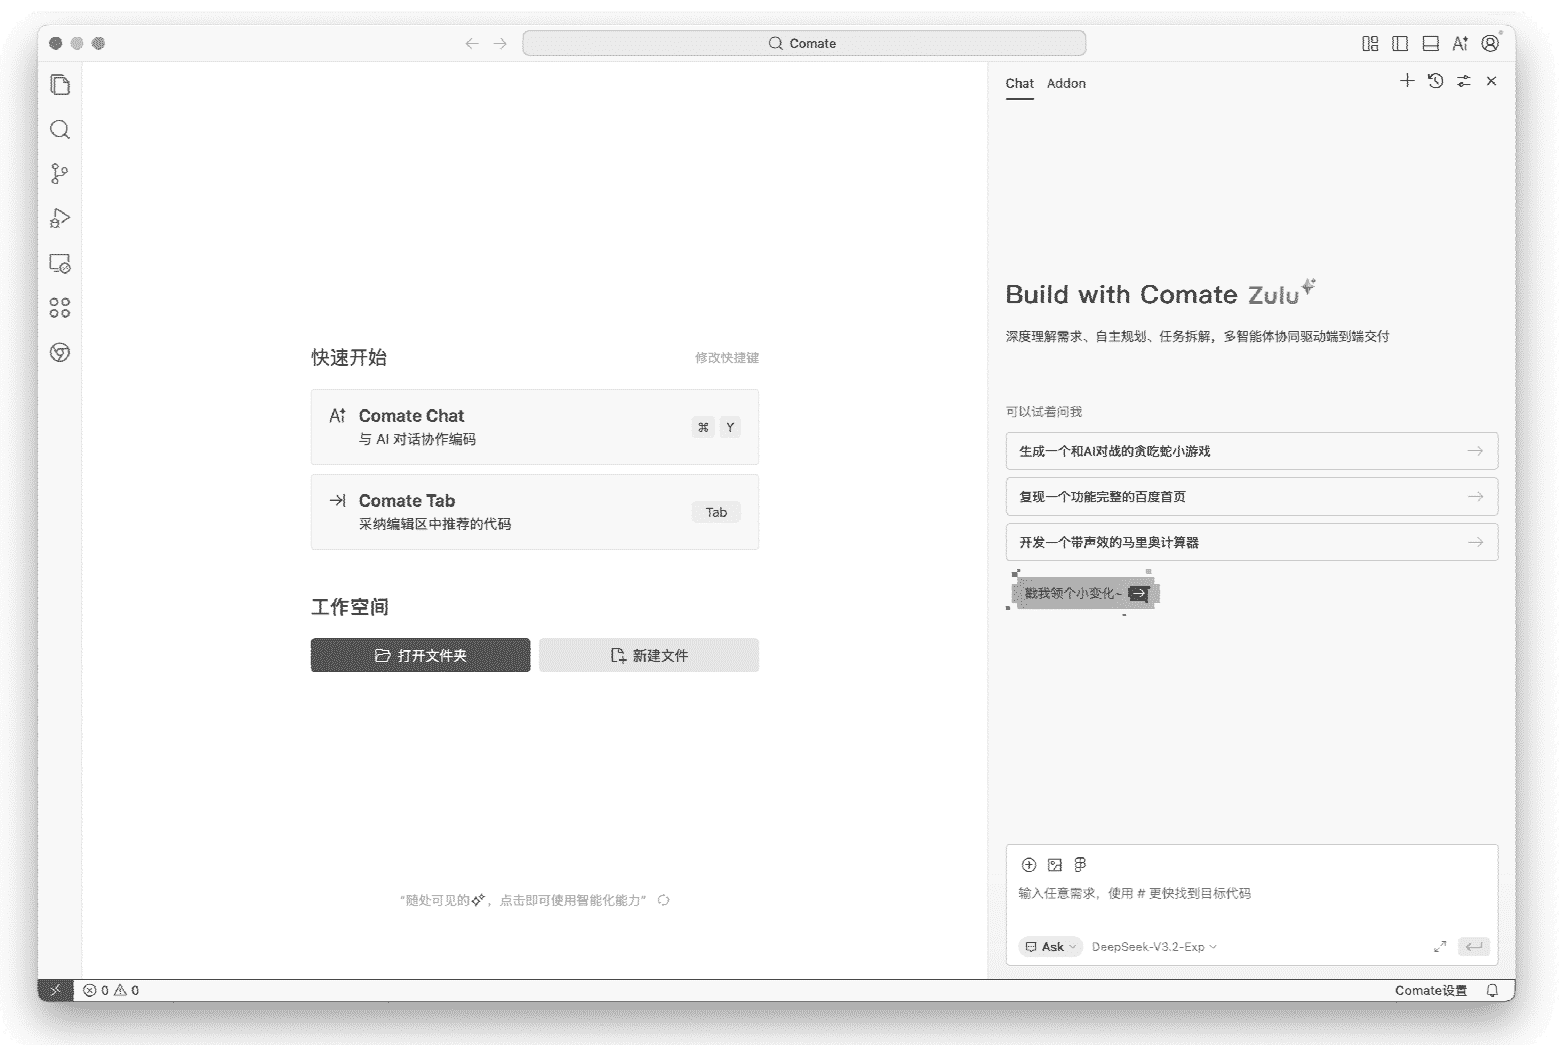 Comate
Chat Addon
Build with Comate Zulu
深度理解需求、自主规划、任务拆解，多智能体协同驱动端到端交付
快速开始
修改快捷键
Comate Chat
与 AI 对话协作编码
⌘ Y
Comate Tab
采纳编辑区中推荐的代码
Tab
工作空间
打开文件夹
新建文件
“随处可见的，点击即可使用智能化能力”
可以试着问我
生成一个和AI对战的贪吃蛇小游戏
复现一个功能完整的百度首页
开发一个带声效的马里奥计算器
戳我领个小变化~
输入任意需求，使用 # 更快找到目标代码
Ask DeepSeek-V3.2-Exp
0 0
Comate设置